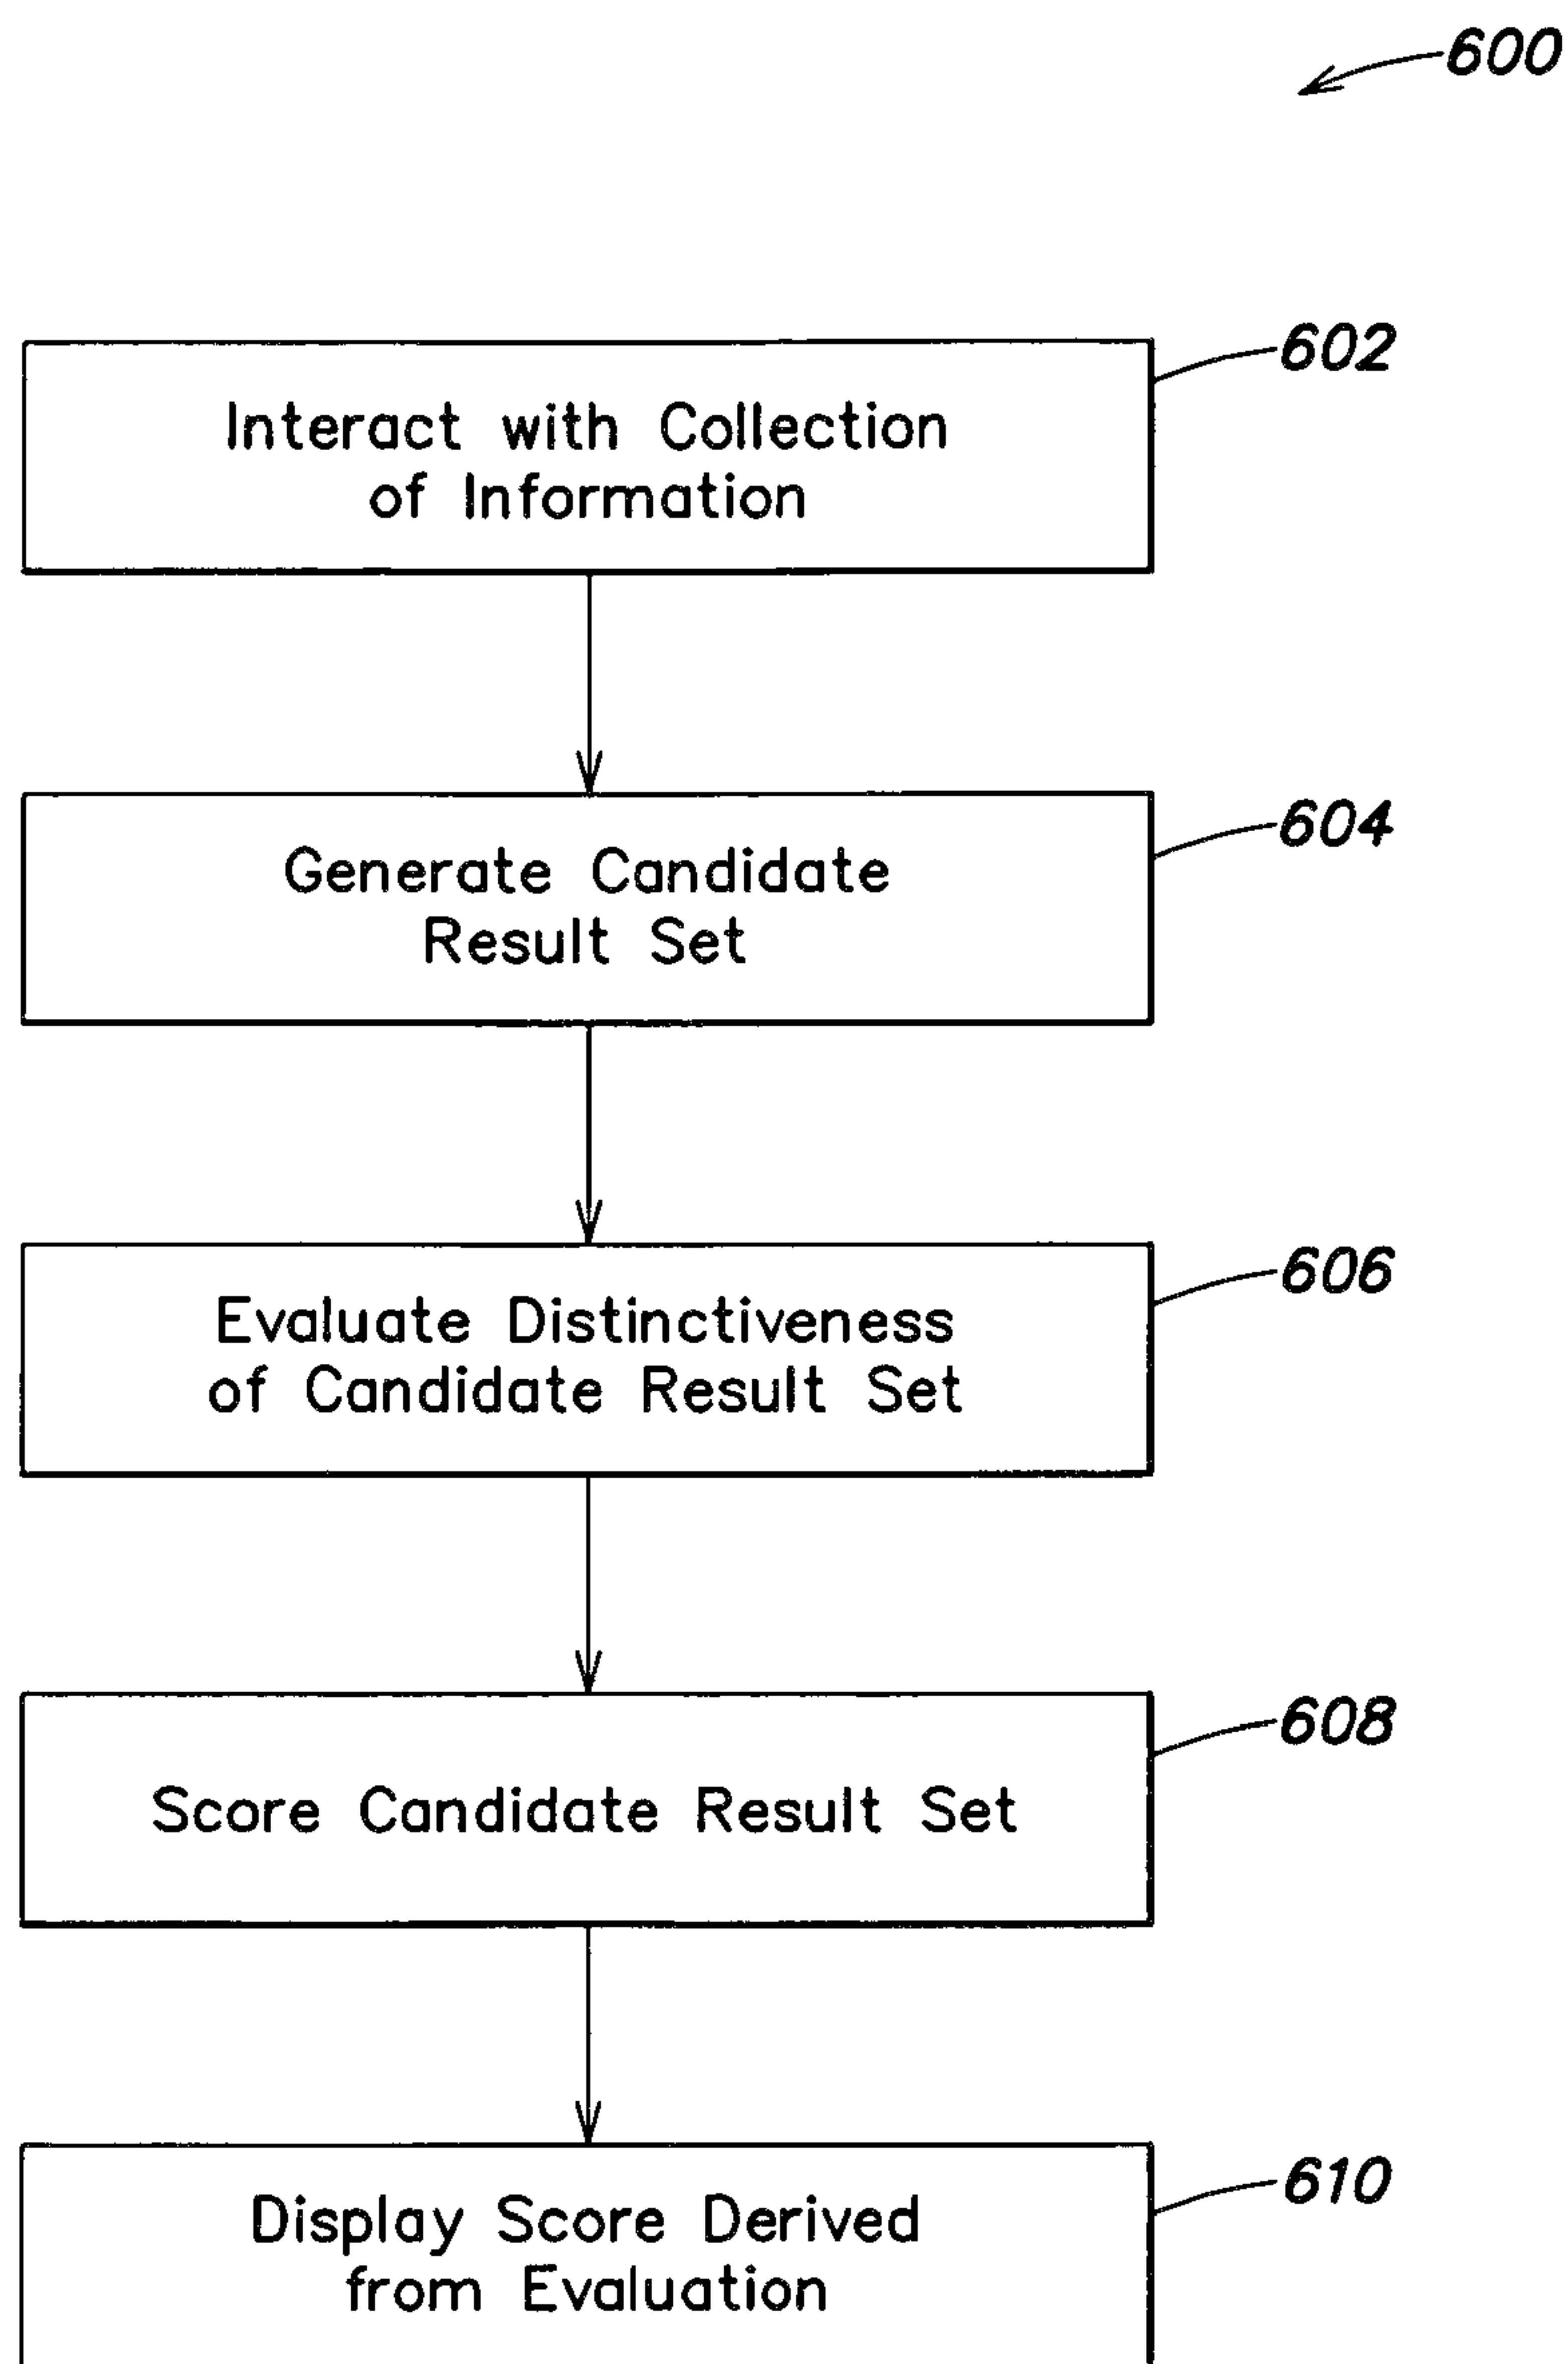 600
602
Interact with Collection
of Information
604
Generate Candidate
Result Set
606
Evaluate Distinctiveness
of Candidate Result Set
608
Score Candidate Result Set
610
Display Score Derived
from Evaluation